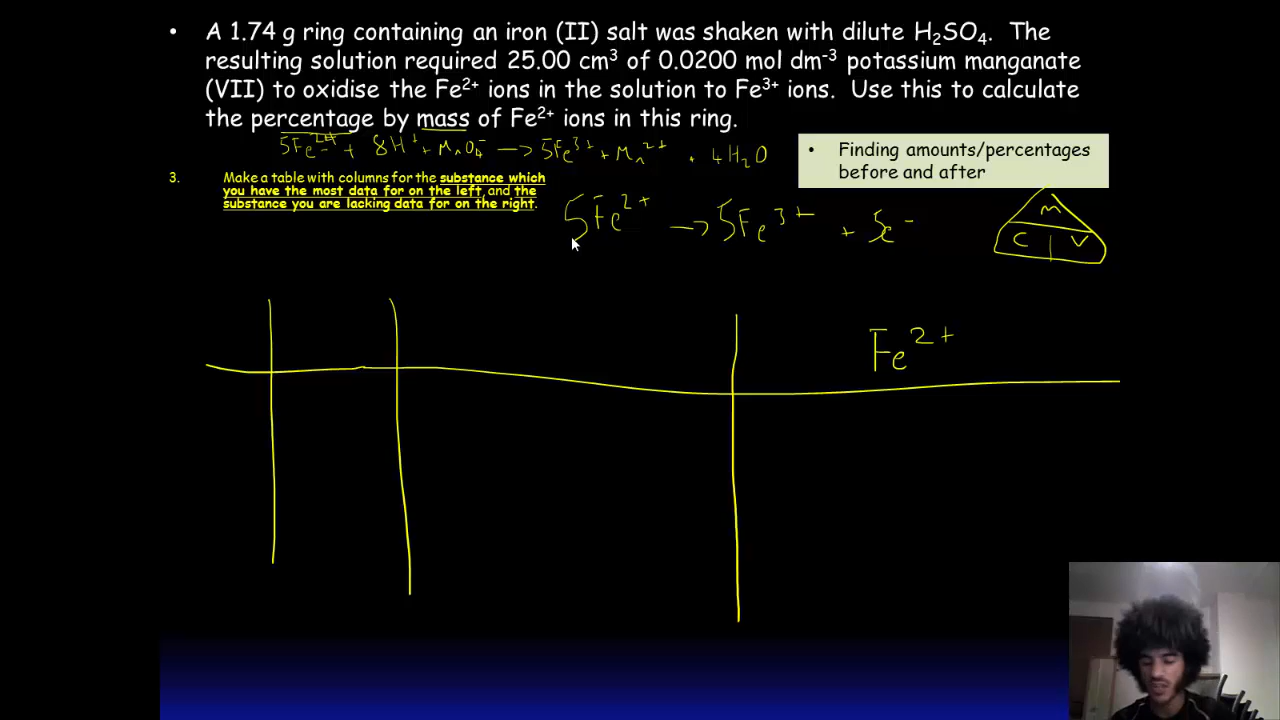 • A 1.74 g ring containing an iron (II) salt was shaken with dilute H₂SO₄. The
resulting solution required 25.00 cm³ of 0.0200 mol dm⁻³ potassium manganate
(VII) to oxidise the Fe²⁺ ions in the solution to Fe³⁺ ions. Use this to calculate
the percentage by mass of Fe²⁺ ions in this ring.
5Fe²⁺ + 8H⁺ + MnO₄⁻ → 5Fe³⁺ + Mn²⁺ + 4H₂O
• Finding amounts/percentages
before and after
3. Make a table with columns for the substance which
you have the most data for on the left, and the
substance you are lacking data for on the right.
5Fe²⁺ → 5Fe³⁺ + 5e⁻
M
C V
Fe²⁺